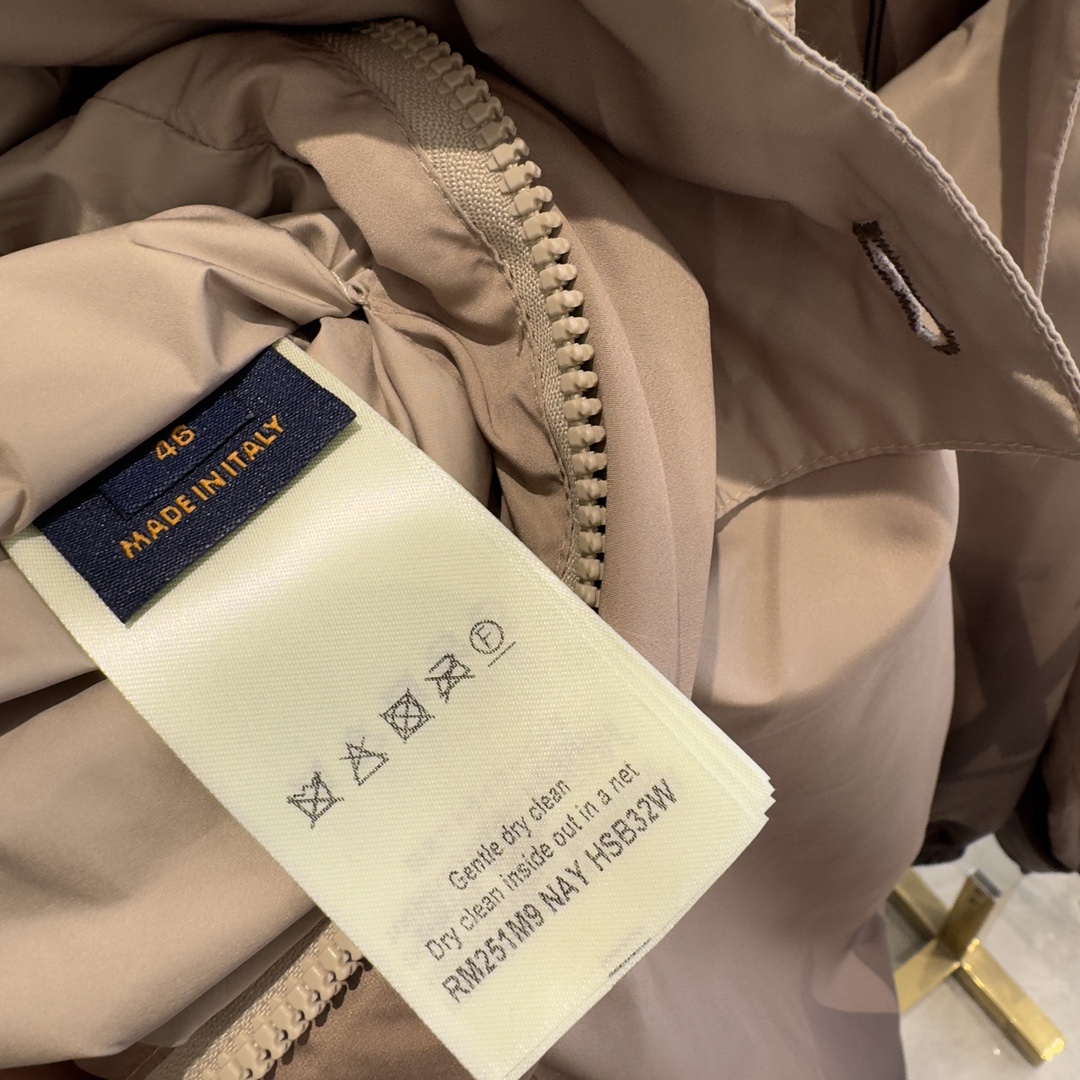 46
MADE IN ITALY
F
Gentle dry clean
Dry clean inside out in a net
RM251M9 NAY HSB32W